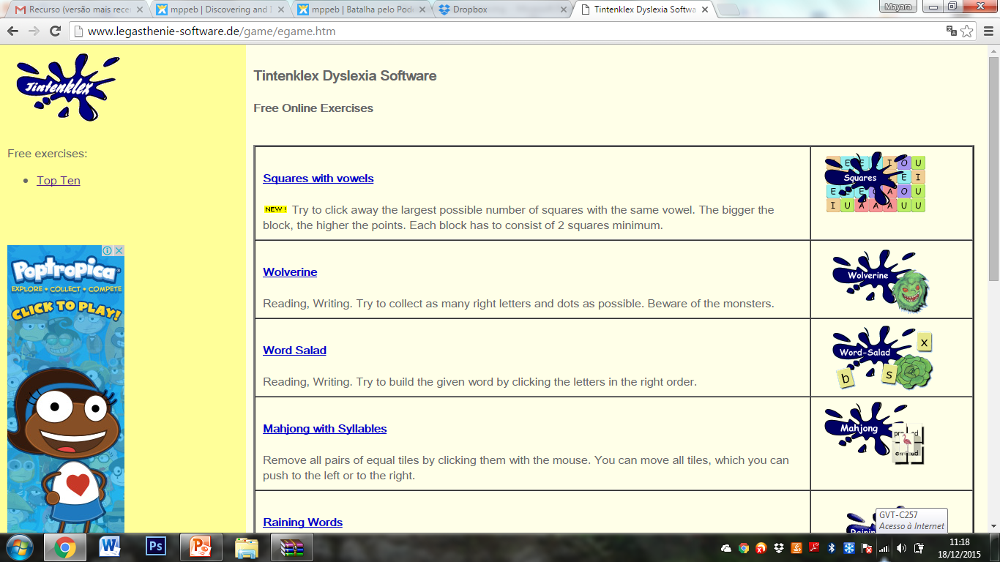 Recurso (versão mais rece
mppeb | Discovering and I
mppeb | Batalha pelo Pod
Dropbox
Tintenklex Dyslexia Softwa
Mayara
www.legasthenie-software.de/game/egame.htm
Tintenklex
Free exercises:
Top Ten
POPTROPICA
EXPLORE • COLLECT • COMPETE
CLICK TO PLAY!
Tintenklex Dyslexia Software
Free Online Exercises
Squares with vowels
NEW! Try to click away the largest possible number of squares with the same vowel. The bigger the
block, the higher the points. Each block has to consist of 2 squares minimum.
Squares
E I O U
E I
E E E A O U
I U A A A U U
Wolverine
Reading, Writing. Try to collect as many right letters and dots as possible. Beware of the monsters.
Wolverine
Word Salad
Reading, Writing. Try to build the given word by clicking the letters in the right order.
Word-Salad
x
b
s
Mahjong with Syllables
Remove all pairs of equal tiles by clicking them with the mouse. You can move all tiles, which you can
push to the left or to the right.
Mahjong
Raining Words
GVT-C257
Acesso à Internet
W
Ps
P
11:18
18/12/2015